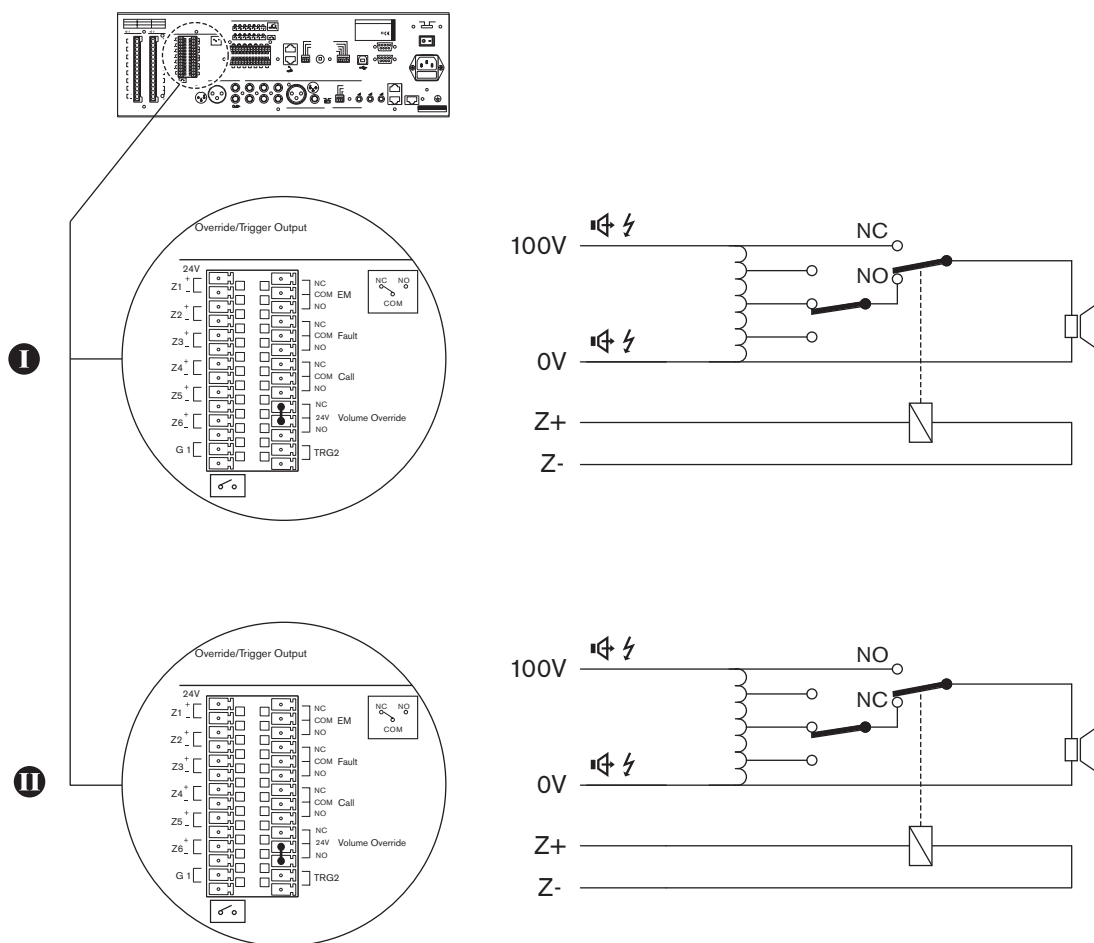 I
Override/Trigger Output
24V
Z1 + -
Z2 + -
Z3 + -
Z4 + -
Z5 + -
Z6 + -
G 1
NC
COM EM
NO
NC
COM Fault
NO
NC
COM Call
NO
NC
24V Volume Override
NO
TRG2
NC NO
COM
100V
0V
Z+
Z-
NC
NO
II
Override/Trigger Output
24V
Z1 + -
Z2 + -
Z3 + -
Z4 + -
Z5 + -
Z6 + -
G 1
NC
COM EM
NO
NC
COM Fault
NO
NC
COM Call
NO
NC
24V Volume Override
NO
TRG2
NC NO
COM
100V
0V
Z+
Z-
NO
NC